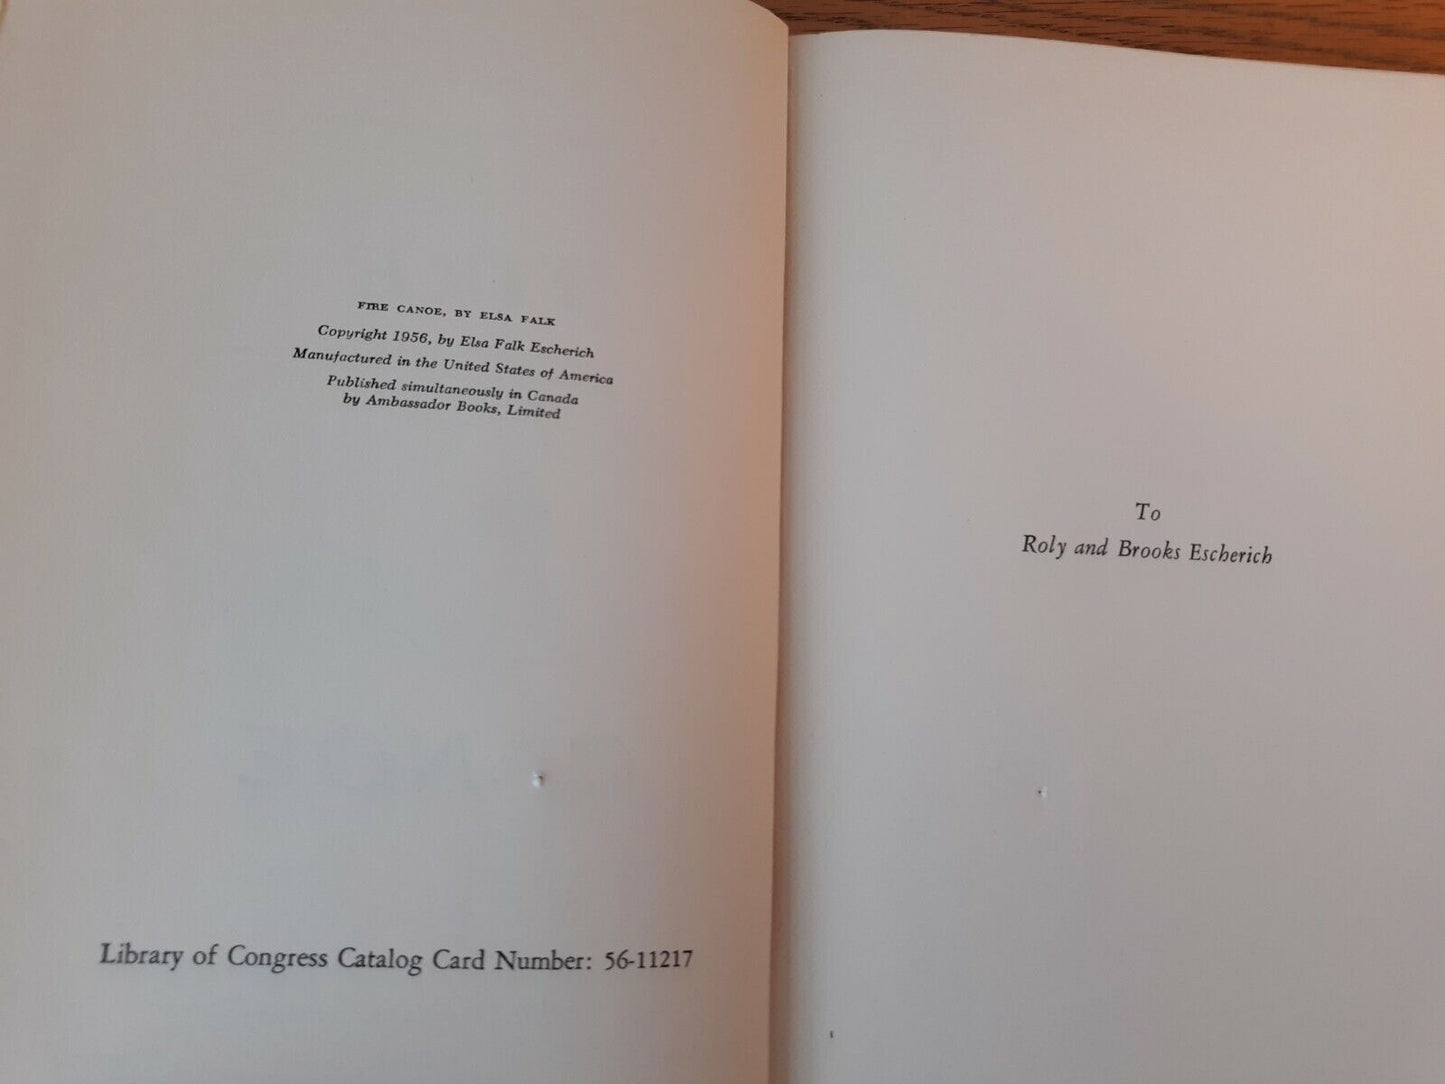 FIRE CANOE, BY ELSA FALK
Copyright 1956, by Elsa Falk Escherich
Manufactured in the United States of America
Published simultaneously in Canada
by Ambassador Books, Limited
Library of Congress Catalog Card Number: 56-11217
To
Roly and Brooks Escherich